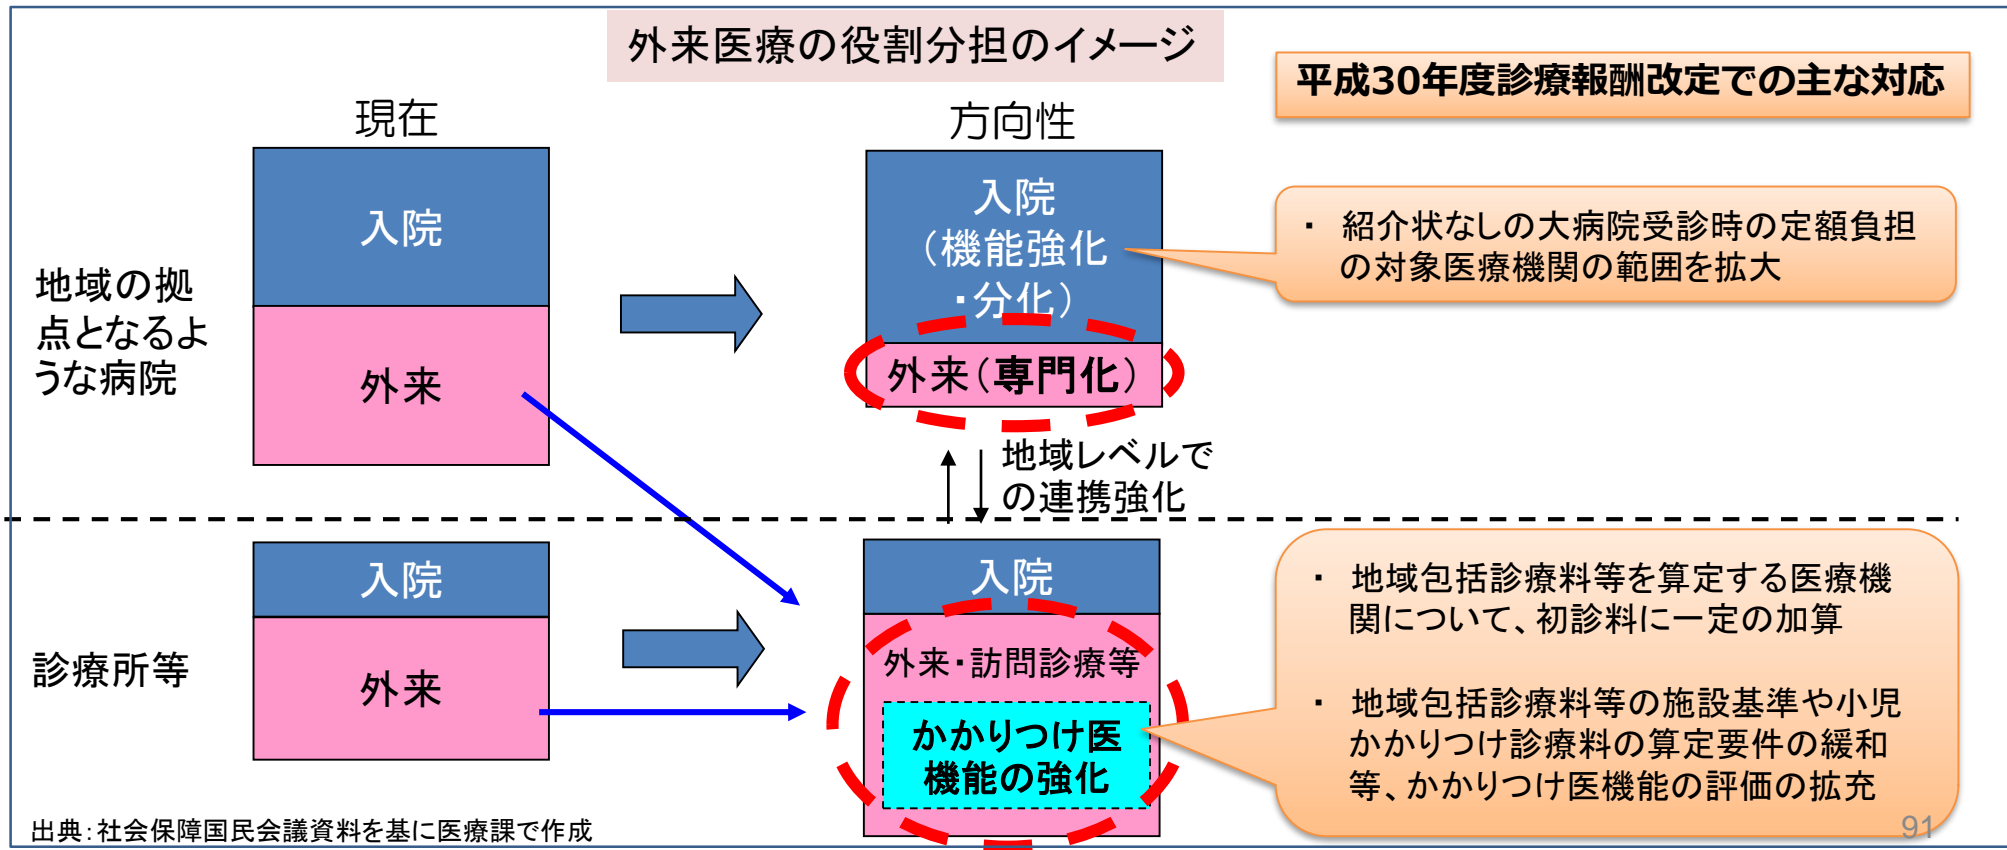 外来医療の役割分担のイメージ
平成30年度診療報酬改定での主な対応
現在
方向性
地域の拠
点となるよ
うな病院
入院
外来
入院
（機能強化
・分化）
外来（専門化）
・ 紹介状なしの大病院受診時の定額負担
の対象医療機関の範囲を拡大
地域レベルで
の連携強化
診療所等
入院
外来
入院
外来・訪問診療等
かかりつけ医
機能の強化
・ 地域包括診療料等を算定する医療機
関について、初診料に一定の加算
・ 地域包括診療料等の施設基準や小児
かかりつけ診療料の算定要件の緩和
等、かかりつけ医機能の評価の拡充
出典：社会保障国民会議資料を基に医療課で作成
91